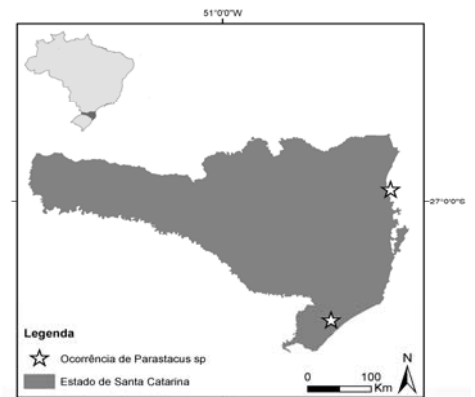 51°0'0"W
27°0'0"S
Legenda
Ocorrência de Parastacus sp
Estado de Santa Catarina
N
0 100
Km